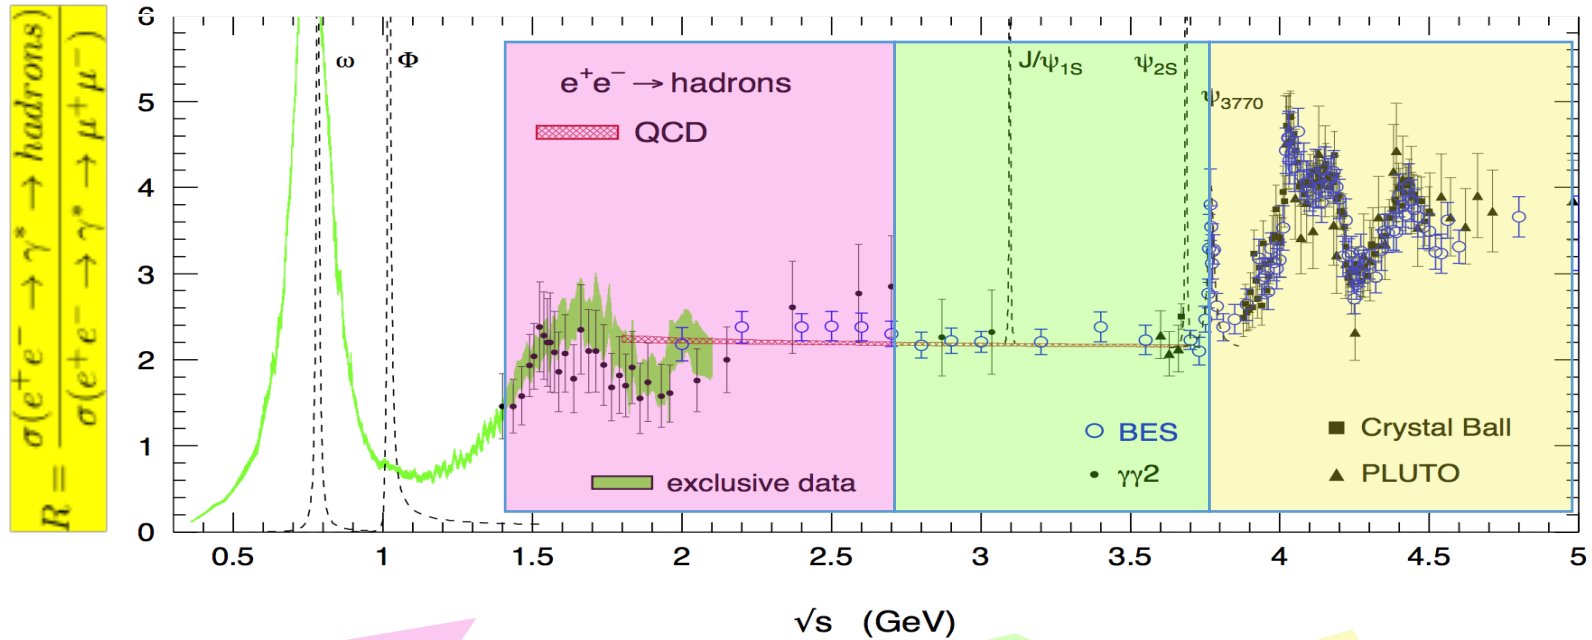 R = σ(e⁺e⁻ → γ* → hadrons) / σ(e⁺e⁻ → γ* → μ⁺μ⁻)
6
5
4
3
2
1
0
ω Φ
e⁺e⁻ → hadrons
QCD
J/ψ₁S ψ₂S
ψ₃₇₇₀
BES
γγ2
exclusive data
Crystal Ball
PLUTO
0.5 1 1.5 2 2.5 3 3.5 4 4.5 5
√s (GeV)